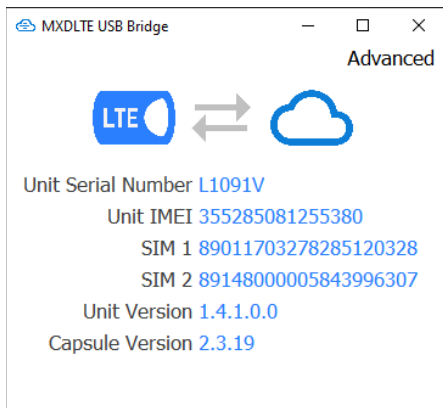 MXDLTE USB Bridge
Advanced
LTE
Unit Serial Number L1091V
Unit IMEI 355285081255380
SIM 1 89011703278285120328
SIM 2 89148000005843996307
Unit Version 1.4.1.0.0
Capsule Version 2.3.19